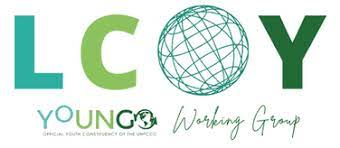 LCOY
YOUNGO Working Group
OFFICIAL YOUTH CONSTITUENCY OF THE UNFCCC